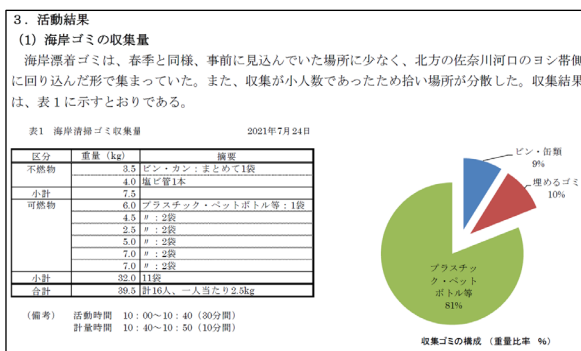 3．活動結果
（1）海岸ゴミの収集量
海岸漂着ゴミは、春季と同様、事前に見込んでいた場所に少なく、北方の佐奈川河口のヨシ帯側
に回り込んだ形で集まっていた。また、収集が小人数であったため拾い場所が分散した。収集結果
は、表1に示すとおりである。
表1　海岸清掃ゴミ収集量　2021年7月24日
区分　重量（kg）　摘要
不燃物　3.5　ビン・カン：まとめて1袋
4.0　塩ビ管1本
小計　7.5
可燃物　6.0　プラスチック・ペットボトル等：1袋
4.5　〃：2袋
2.5　〃：2袋
5.0　〃：2袋
7.0　〃：2袋
7.0　〃：2袋
小計　32.0　11袋
合計　39.5　計16人、一人当たり2.5kg
（備考）　活動時間　10：00～10：40（30分間）
計量時間　10：40～10：50（10分間）
ビン・缶類
9%
埋めるゴミ
10%
プラスチッ
ク・ペット
ボトル等
81%
収集ゴミの構成　（重量比率　%）